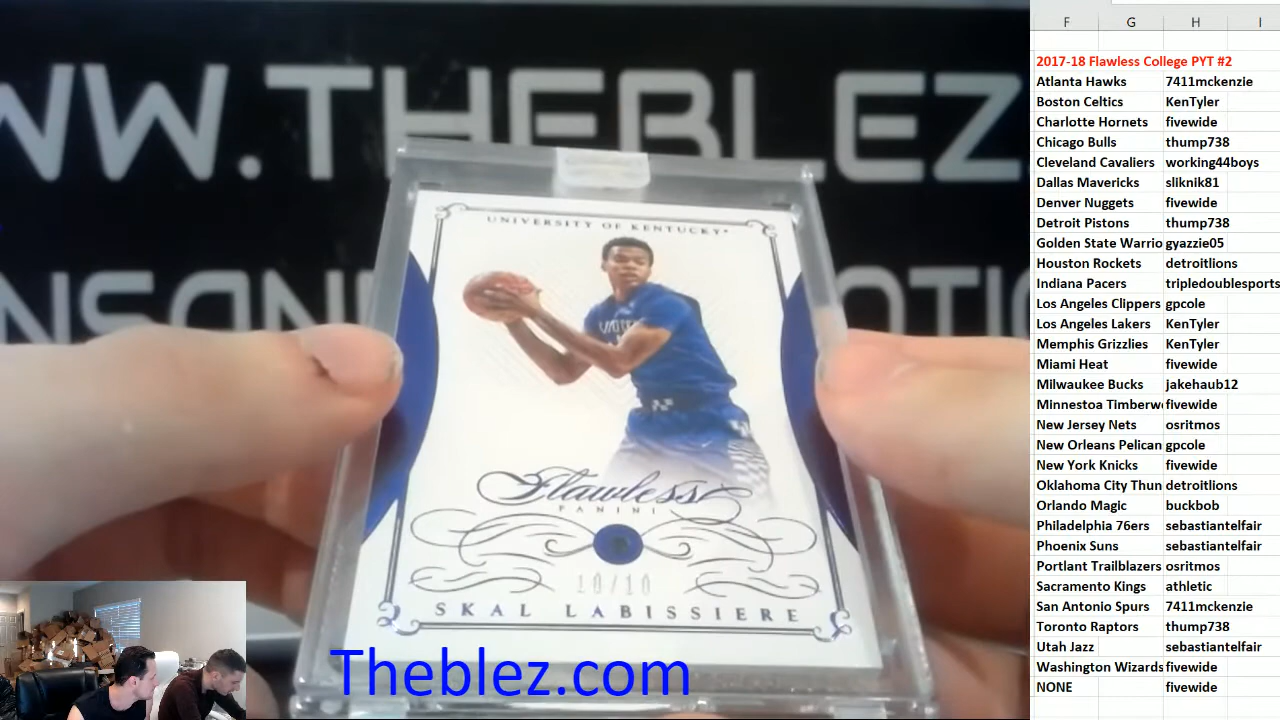 WW.THEBLEZ
UNIVERSITY OF KENTUCKY
Flawless
PANINI
10/10
SKAL LABISSIERE
Theblez.com
F G H I
2017-18 Flawless College PYT #2
Atlanta Hawks 7411mckenzie
Boston Celtics KenTyler
Charlotte Hornets fivewide
Chicago Bulls thump738
Cleveland Cavaliers working44boys
Dallas Mavericks sliknik81
Denver Nuggets fivewide
Detroit Pistons thump738
Golden State Warrio gyazzie05
Houston Rockets detroitlions
Indiana Pacers tripledoublesports
Los Angeles Clippers gpcole
Los Angeles Lakers KenTyler
Memphis Grizzlies KenTyler
Miami Heat fivewide
Milwaukee Bucks jakehaub12
Minnestoa Timberw fivewide
New Jersey Nets osritmos
New Orleans Pelican gpcole
New York Knicks fivewide
Oklahoma City Thun detroitlions
Orlando Magic buckbob
Philadelphia 76ers sebastiantelfair
Phoenix Suns sebastiantelfair
Portlant Trailblazers osritmos
Sacramento Kings athletic
San Antonio Spurs 7411mckenzie
Toronto Raptors thump738
Utah Jazz sebastiantelfair
Washington Wizards fivewide
NONE fivewide